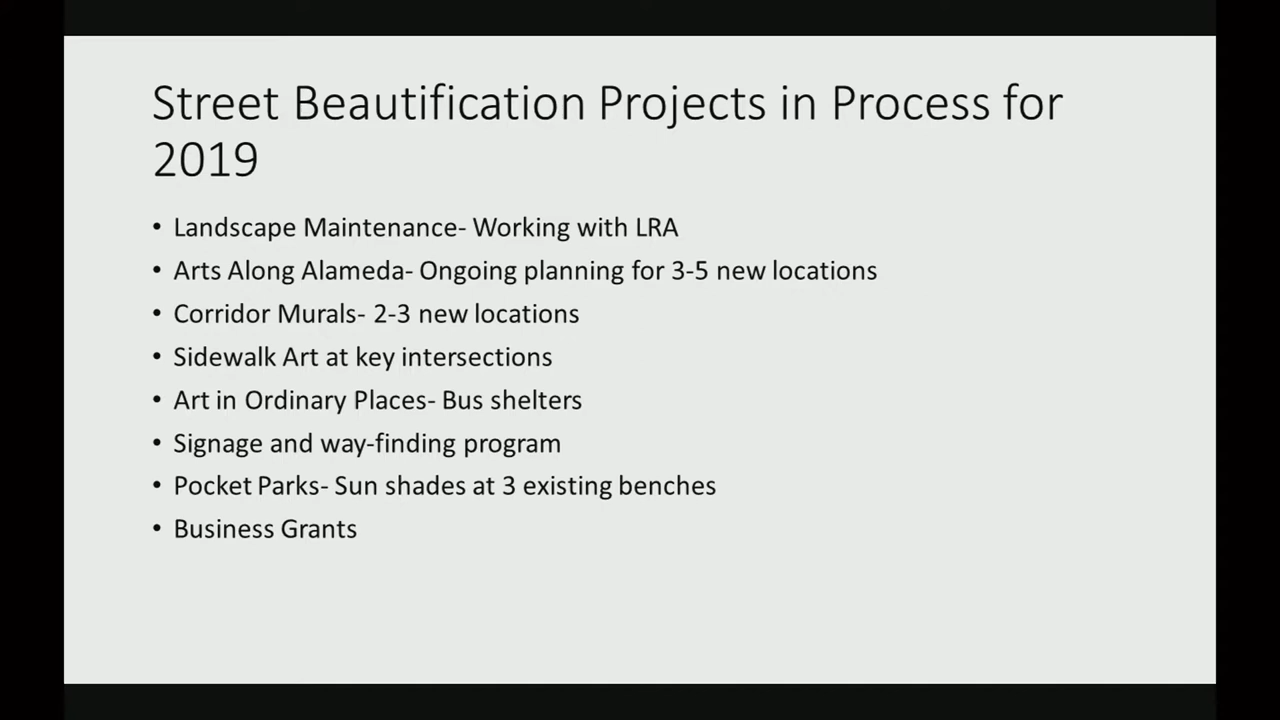 Street Beautification Projects in Process for
2019
• Landscape Maintenance- Working with LRA
• Arts Along Alameda- Ongoing planning for 3-5 new locations
• Corridor Murals- 2-3 new locations
• Sidewalk Art at key intersections
• Art in Ordinary Places- Bus shelters
• Signage and way-finding program
• Pocket Parks- Sun shades at 3 existing benches
• Business Grants